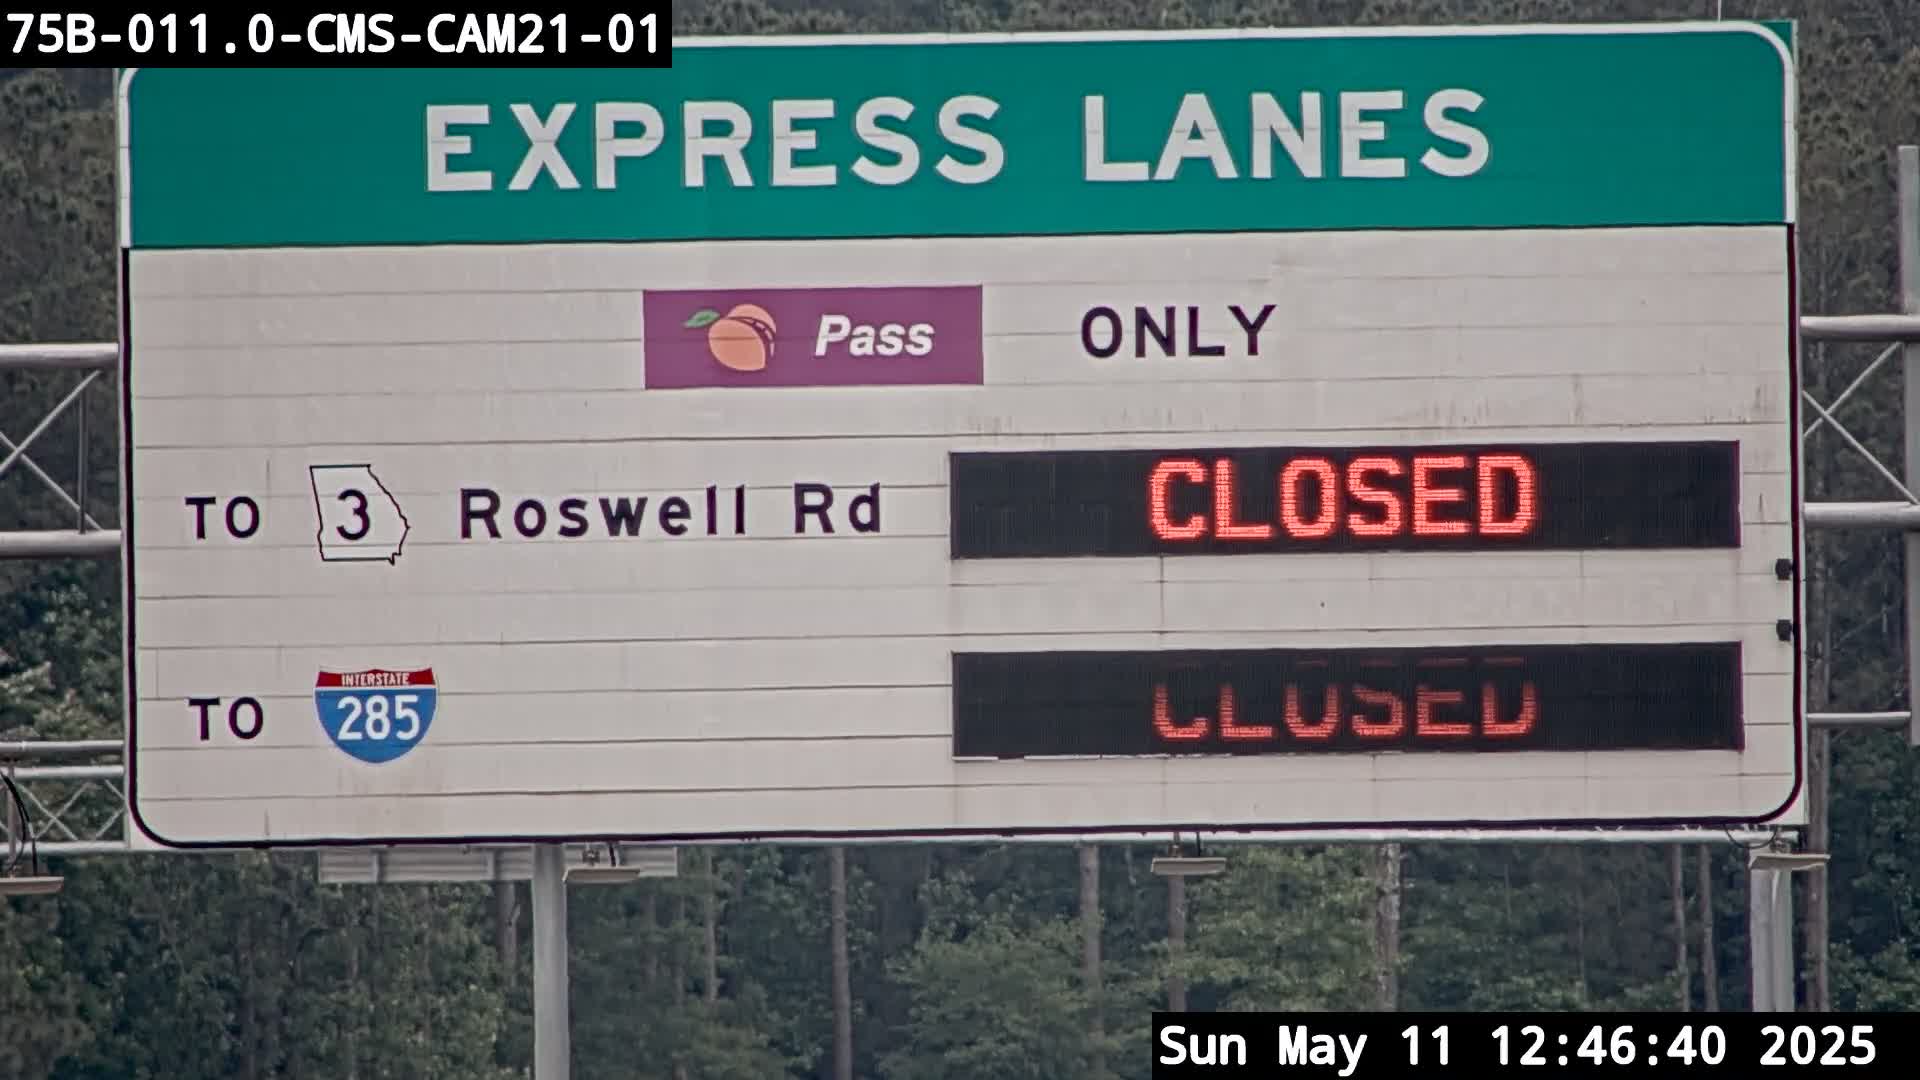 75B-011.0-CMS-CAM21-01
EXPRESS LANES
Pass ONLY
TO 3 Roswell Rd CLOSED
TO INTERSTATE 285 CLOSED
Sun May 11 12:46:40 2025